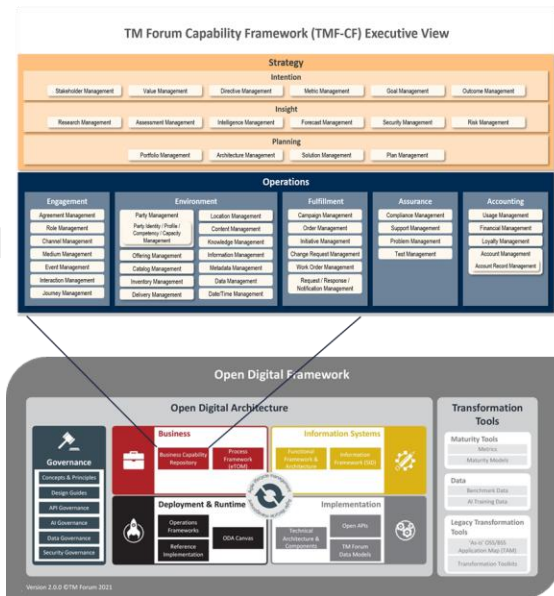 TM Forum Capability Framework (TMF-CF) Executive View
Strategy
Intention
Stakeholder Management
Value Management
Directive Management
Metric Management
Goal Management
Outcome Management
Insight
Research Management
Assessment Management
Intelligence Management
Forecast Management
Security Management
Risk Management
Planning
Portfolio Management
Architecture Management
Solution Management
Plan Management
Operations
Engagement
Agreement Management
Role Management
Channel Management
Medium Management
Event Management
Interaction Management
Journey Management
Environment
Party Management
Party Identity / Profile /
Competency / Capacity
Management
Offering Management
Catalog Management
Inventory Management
Delivery Management
Location Management
Content Management
Knowledge Management
Information Management
Metadata Management
Data Management
Date/Time Management
Fulfillment
Campaign Management
Order Management
Initiative Management
Change Request Management
Work Order Management
Request / Response /
Notification Management
Assurance
Compliance Management
Support Management
Problem Management
Test Management
Accounting
Usage Management
Financial Management
Loyalty Management
Account Management
Account Record Management
Open Digital Framework
Open Digital Architecture
Governance
Concepts & Principles
Design Guides
API Governance
AI Governance
Data Governance
Security Governance
Business
Business Capability
Repository
Process
Framework
(eTOM)
Information Systems
Functional
Framework &
Architecture
Information
Framework (SID)
Deployment & Runtime
Operations
Frameworks
Reference
Implementation
ODA Canvas
Implementation
Technical
Architecture &
Components
Open APIs
TM Forum
Data Models
Transformation
Tools
Maturity Tools
Metrics
Maturity Models
Data
Benchmark Data
AI Training Data
Legacy Transformation
Tools
'As-is' OSS/BSS
Application Map (TAM)
Transformation Toolkits
Version 2.0.0 ©TM Forum 2021